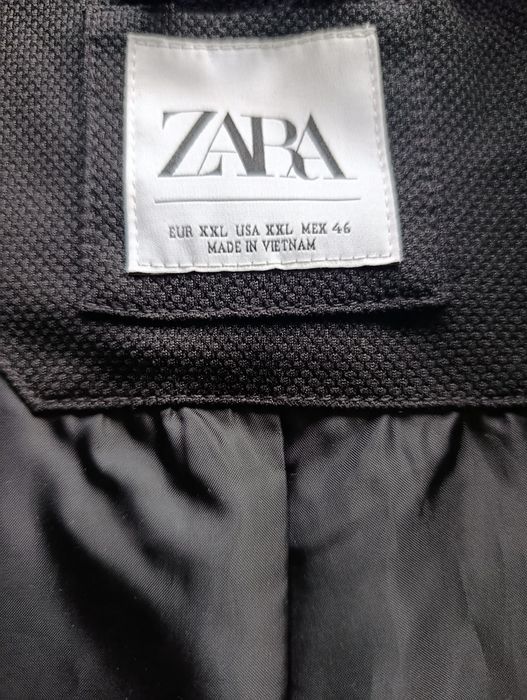 ZARA
EUR XXL USA XXL MEX 46
MADE IN VIETNAM